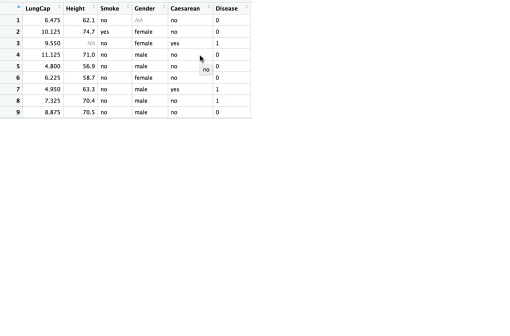 LungCap Height Smoke Gender Caesarean Disease
1 6.475 62.1 no NA no 0
2 10.125 74.7 yes female no 0
3 9.550 NA no female yes 1
4 11.125 71.0 no male no 0
5 4.800 56.9 no male no 0
no
6 6.225 58.7 no female no 0
7 4.950 63.3 no male yes 1
8 7.325 70.4 no male no 1
9 8.875 70.5 no male no 0